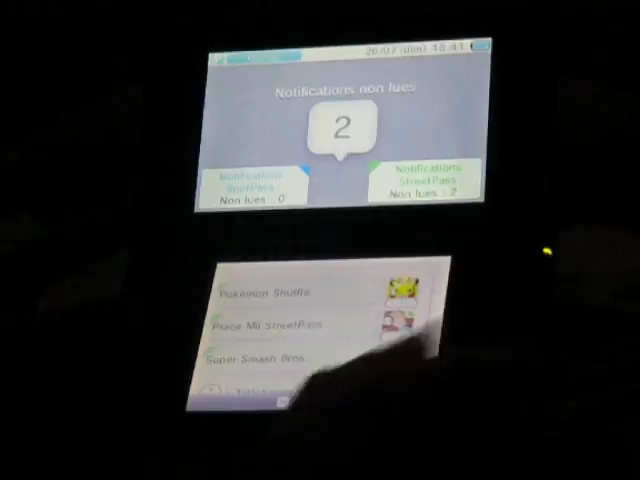 26/07 (dim) 15:41
Notifications non lues
2
Notifications
SpotPass
Non lues : 0
Notifications
StreetPass
Non lues : 2
Pokémon Shuffle
Place Mii StreetPass
Super Smash Bros.